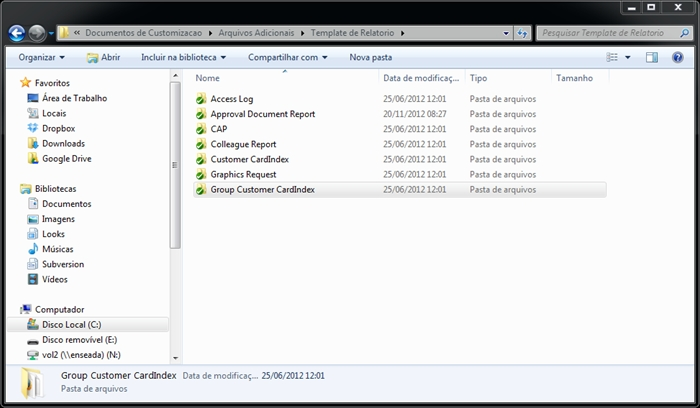 Documentos de Customizacao Arquivos Adicionais Template de Relatorio Pesquisar Template de Relatorio
Organizar Abrir Incluir na biblioteca Compartilhar com Nova pasta
Favoritos
Área de Trabalho
Locais
Dropbox
Downloads
Google Drive
Bibliotecas
Documentos
Imagens
Looks
Músicas
Subversion
Vídeos
Computador
Disco Local (C:)
Disco removível (E:)
vol2 (\\enseada) (N:)
Nome Data de modificaç... Tipo Tamanho
Access Log 25/06/2012 12:01 Pasta de arquivos
Approval Document Report 20/11/2012 08:27 Pasta de arquivos
CAP 25/06/2012 12:01 Pasta de arquivos
Colleague Report 25/06/2012 12:01 Pasta de arquivos
Customer CardIndex 25/06/2012 12:01 Pasta de arquivos
Graphics Request 25/06/2012 12:01 Pasta de arquivos
Group Customer CardIndex 25/06/2012 12:01 Pasta de arquivos
Group Customer CardIndex Data de modificaç... 25/06/2012 12:01
Pasta de arquivos